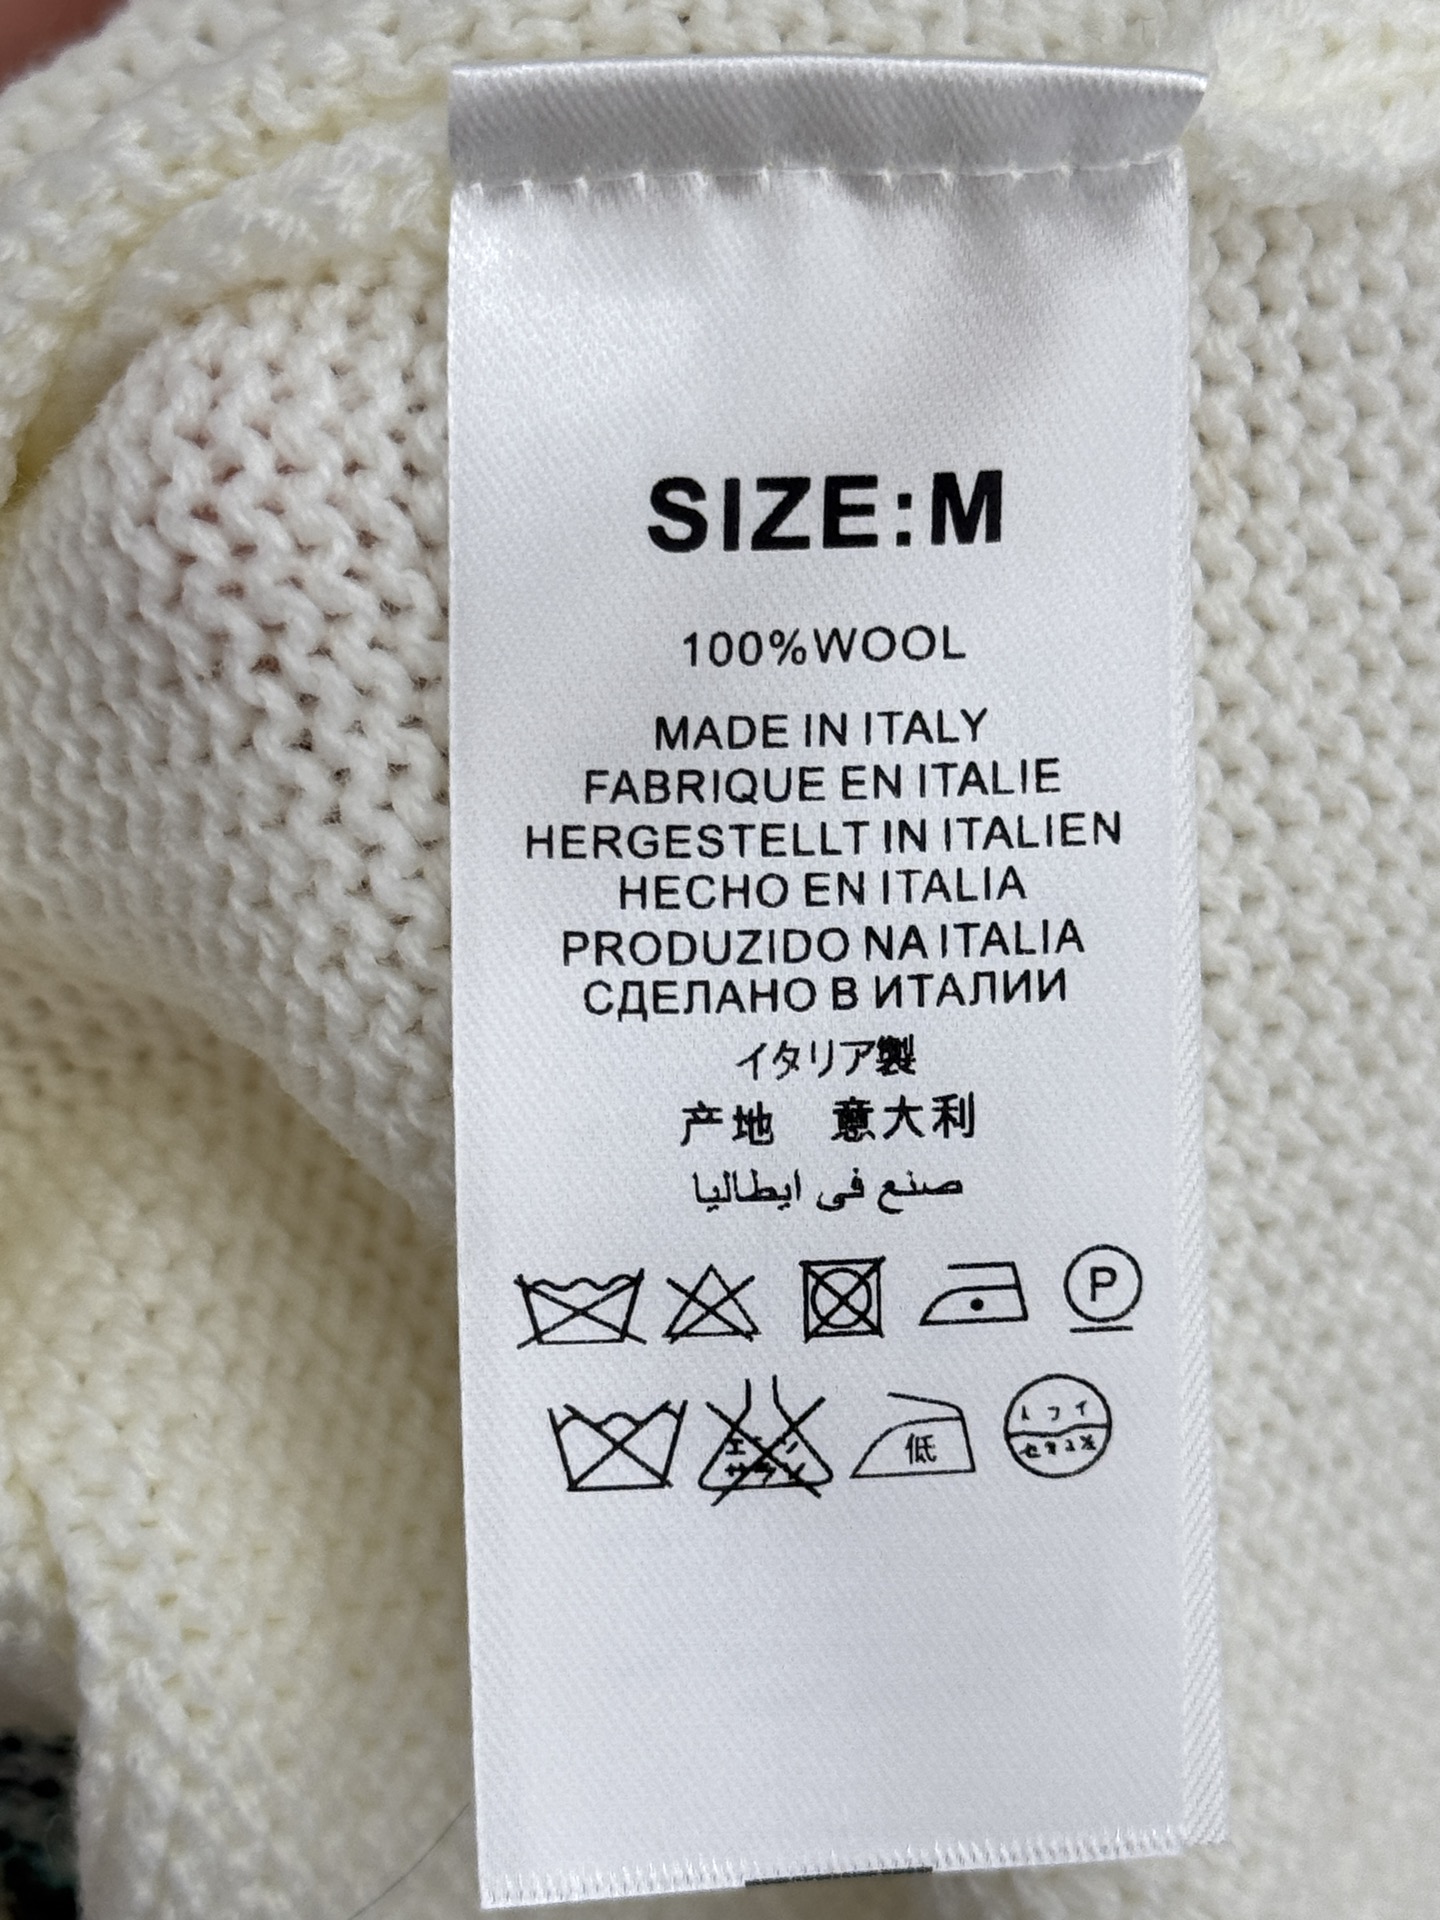 SIZE:M
100%WOOL
MADE IN ITALY
FABRIQUE EN ITALIE
HERGESTELLT IN ITALIEN
HECHO EN ITALIA
PRODUZIDO NA ITALIA
СДЕЛАНО В ИТАЛИИ
イタリア製
产地 意大利
صنع فى ايطاليا
P
低